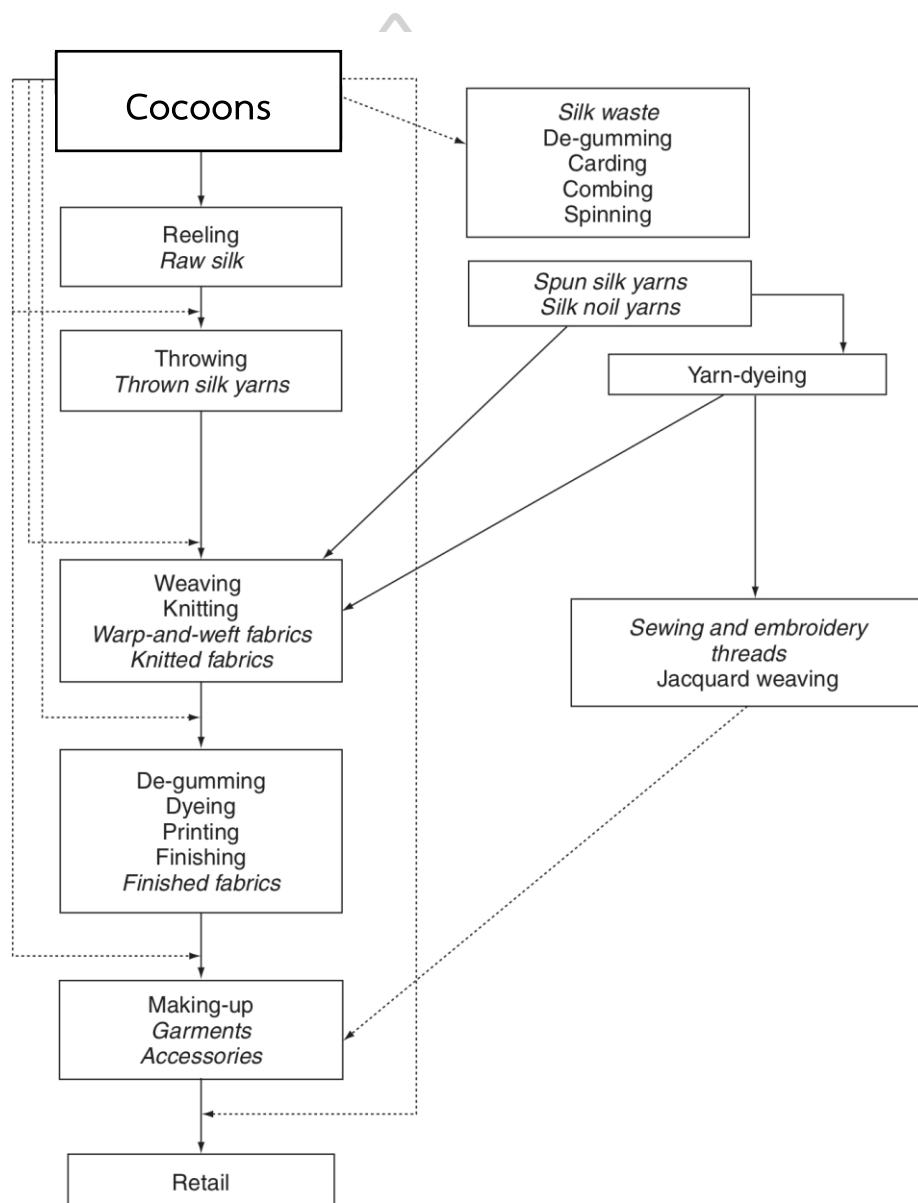 Cocoons
Silk waste
De-gumming
Carding
Combing
Spinning
Reeling
Raw silk
Spun silk yarns
Silk noil yarns
Throwing
Thrown silk yarns
Yarn-dyeing
Weaving
Knitting
Warp-and-weft fabrics
Knitted fabrics
Sewing and embroidery
threads
Jacquard weaving
De-gumming
Dyeing
Printing
Finishing
Finished fabrics
Making-up
Garments
Accessories
Retail